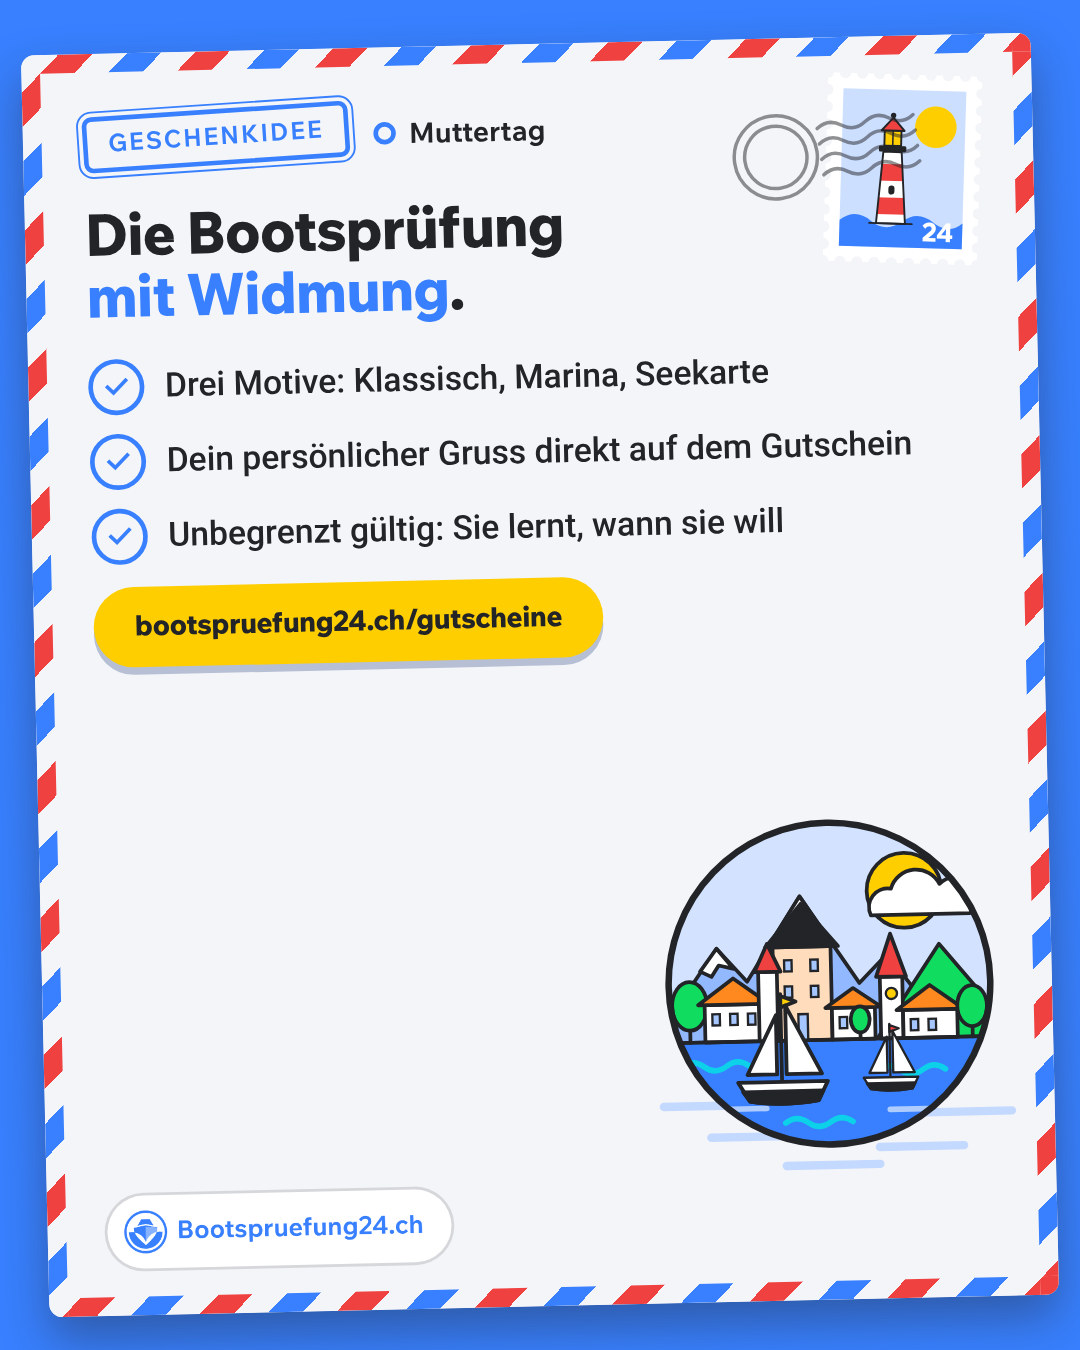 GESCHENKIDEE
Muttertag
24
Die Bootsprüfung
mit Widmung.
Drei Motive: Klassisch, Marina, Seekarte
Dein persönlicher Gruss direkt auf dem Gutschein
Unbegrenzt gültig: Sie lernt, wann sie will
bootspruefung24.ch/gutscheine
Bootspruefung24.ch